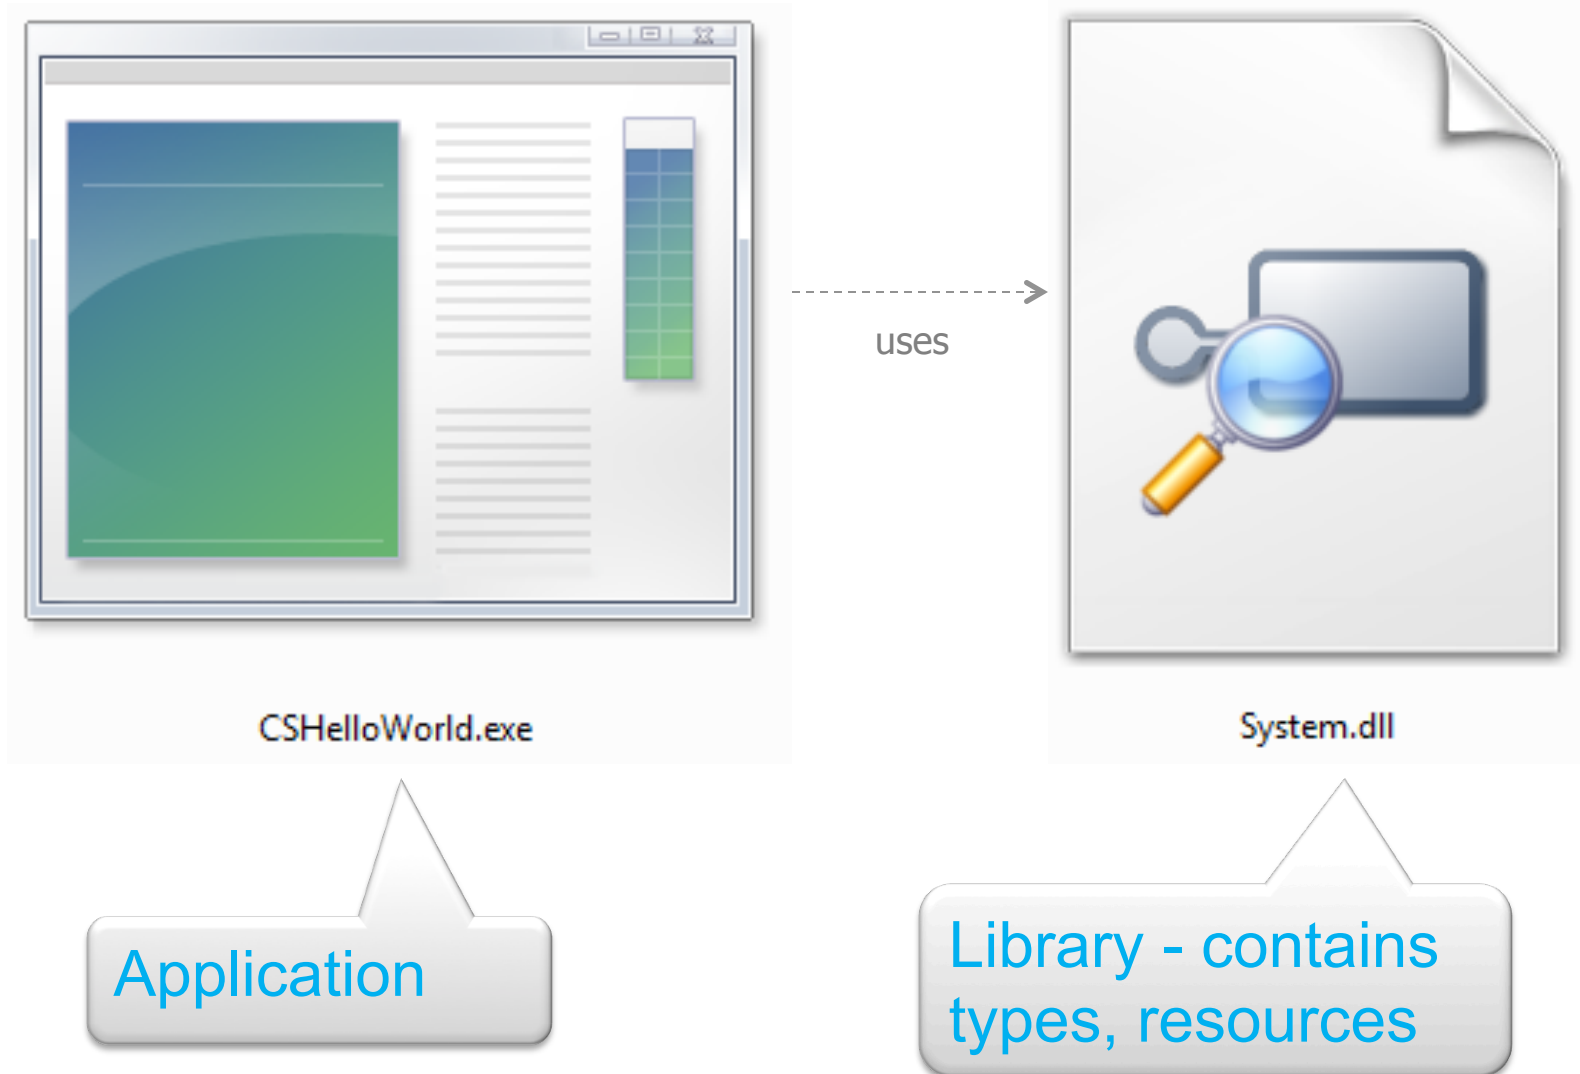 uses
CSHelloWorld.exe
System.dll
Application
Library - contains
types, resources